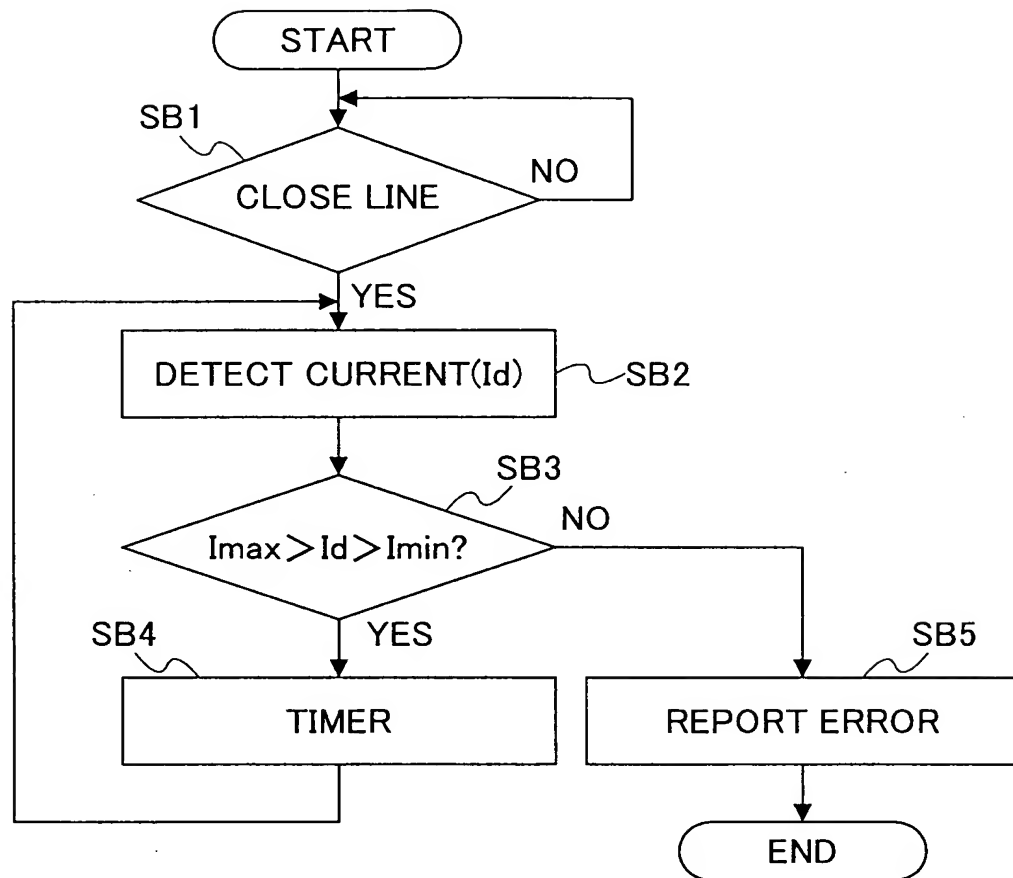 START
SB1
CLOSE LINE
NO
YES
DETECT CURRENT(Id)
SB2
SB3
Imax>Id>Imin?
NO
YES
SB4
TIMER
SB5
REPORT ERROR
END